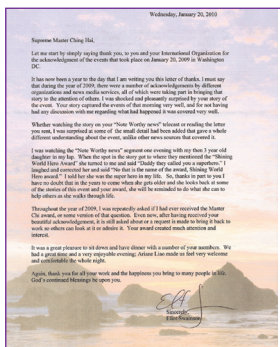 Wednesday, January 20, 2010
Supreme Master Ching Hai,
Let me start by simply saying thank you, to you and your International Organization for
the acknowledgement of the events that took place on January 20, 2009 in Washington
DC.
It has now been a year to the day that I am writing you this letter of thanks. I must say
that during the year of 2009, there were a number of acknowledgements by different
organizations and news media services, all of which were taking part in bringing that
story to the attention of others. I was shocked and pleasantly surprised by your story of
the event. Your story captured the events of that morning very well, and for not having
had any discussion with me regarding what had happened it was covered very well.
Whether watching the story on your "Note Worthy news" telecast or reading the letter
you sent, I was surprised at some of the small detail had been added that gave a whole
different understanding about the event, unlike other news sources that covered it.
I was watching the "Note Worthy news" segment one evening with my then 3 year old
daughter in my lap. When the spot in the story got to where they mentioned the "Shining
World Hero Award" she turned to me and said "Daddy they called you a superhero." I
laughed and corrected her and said "No that is the name of the award, Shining World
Hero award." I told her she was the super hero in my life. So, thanks in part to you I
have no doubt that in the years to come when she gets older and she looks back at some
of the stories of this event and your award, she will be reminded to do what she can to
help others as she walks through life.
Throughout the year of 2009, I was repeatedly asked if I had ever received the Master
Chi award, or some version of that question. Even now, after having received your
beautiful acknowledgement, it is still asked about or a request is made to bring it back to
work so others can look at it or admire it. Your award created much attention and
interest.
It was a great pleasure to sit down and have dinner with a number of your members. We
had a great time and a very enjoyable evening; Ariane Liao made us feel very welcome
and comfortable the whole night.
Again, thank you for all your work and the happiness you bring to many people in life.
God's continued blessings be upon you.
Sincerely,
Eliot